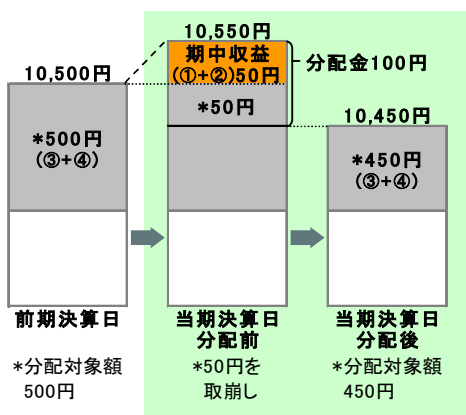 10,550円
期中収益
(①+②)50円
分配金100円
10,500円
*50円
10,450円
*500円
(③+④)
*450円
(③+④)
前期決算日
当期決算日
分配前
当期決算日
分配後
*分配対象額
500円
*50円を
取崩し
*分配対象額
450円